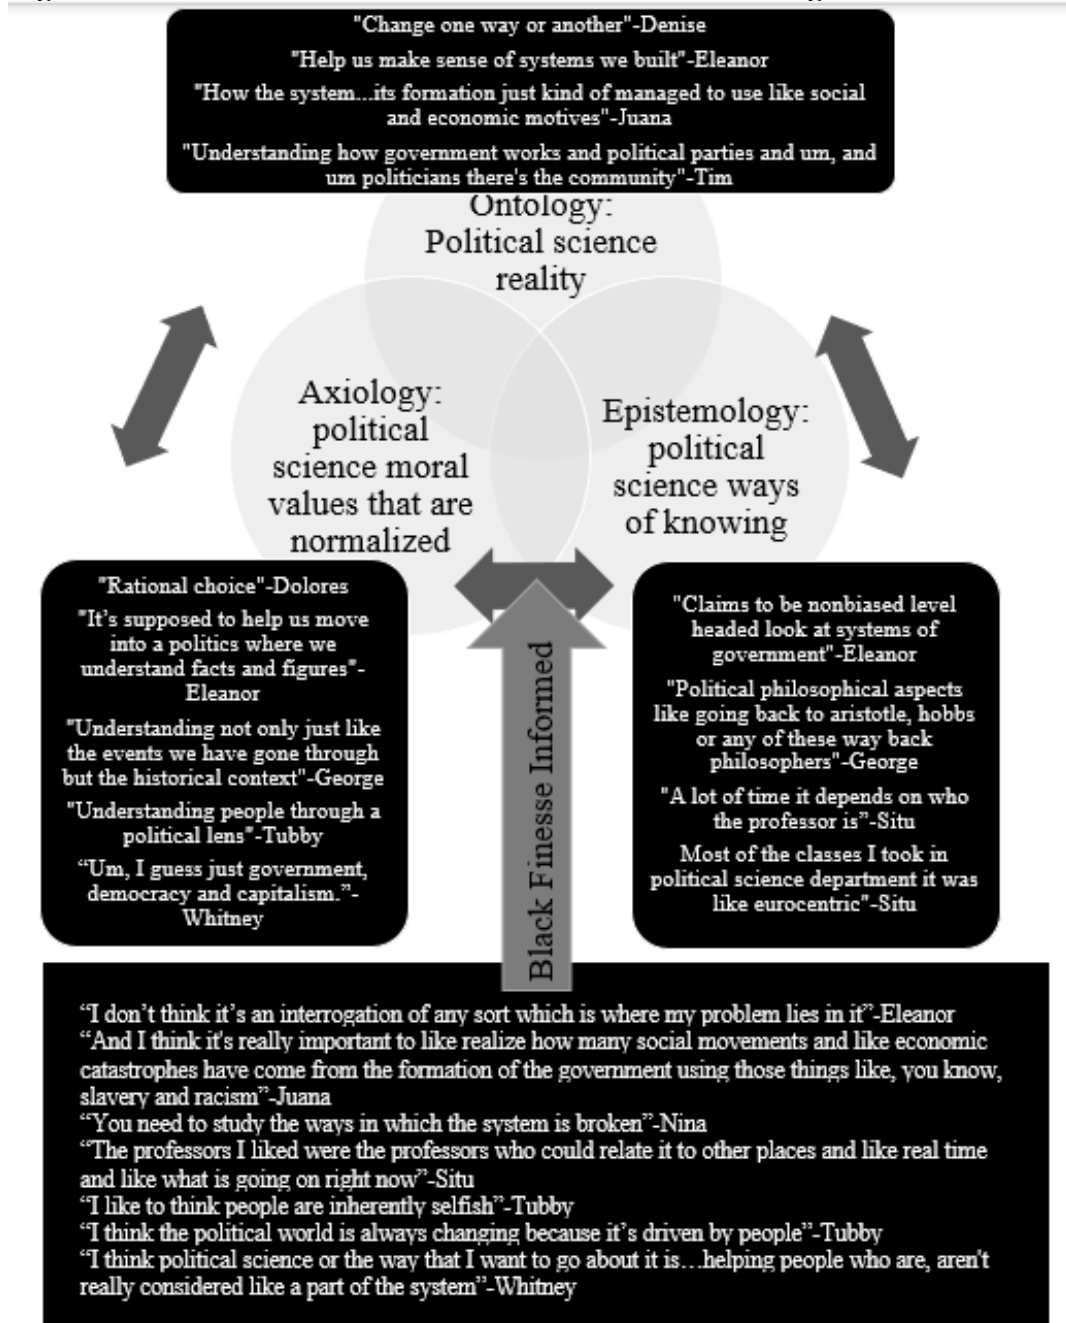 "Change one way or another"-Denise
"Help us make sense of systems we built"-Eleanor
"How the system...its formation just kind of managed to use like social
and economic motives"-Juana
"Understanding how government works and political parties and um, and
um politicians there's the community"-Tim
Ontology:
Political science
reality
Axiology:
political
science moral
values that are
normalized
Epistemology:
political
science ways
of knowing
"Rational choice"-Dolores
"It's supposed to help us move
into a politics where we
understand facts and figures"-
Eleanor
"Understanding not only just like
the events we have gone through
but the historical context"-George
"Understanding people through a
political lens"-Tubby
“Um, I guess just government,
democracy and capitalism.”-
Whitney
"Claims to be nonbiased level
headed look at systems of
government"-Eleanor
"Political philosophical aspects
like going back to aristotle, hobbs
or any of these way back
philosophers"-George
"A lot of time it depends on who
the professor is”-Situ
Most of the classes I took in
political science department it was
like eurocentric"-Situ
Black Finesse Informed
“I don’t think it’s an interrogation of any sort which is where my problem lies in it”-Eleanor
“And I think it's really important to like realize how many social movements and like economic
catastrophes have come from the formation of the government using those things like, you know,
slavery and racism”-Juana
“You need to study the ways in which the system is broken”-Nina
“The professors I liked were the professors who could relate it to other places and like real time
and like what is going on right now”-Situ
“I like to think people are inherently selfish”-Tubby
“I think the political world is always changing because it’s driven by people”-Tubby
“I think political science or the way that I want to go about it is…helping people who are, aren't
really considered like a part of the system”-Whitney